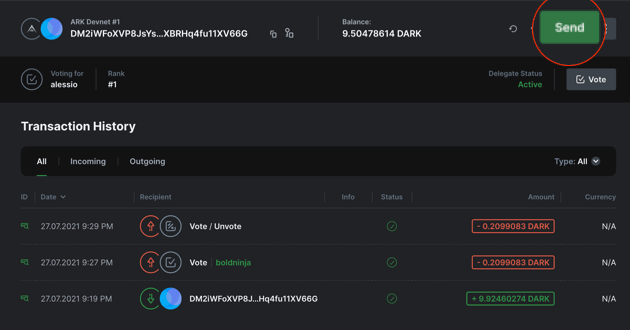 ARK Devnet #1
DM2iWFoXVP8JsYs...XBRHq4fu11XV66G
Balance:
9.50478614 DARK
Send
Voting for
alessio
Rank
#1
Delegate Status
Active
Vote
Transaction History
All Incoming Outgoing Type: All
ID Date Recipient Info Status Amount Currency
27.07.2021 9:29 PM Vote / Unvote - 0.2099083 DARK N/A
27.07.2021 9:27 PM Vote boldninja - 0.2099083 DARK N/A
27.07.2021 9:19 PM DM2iWFoXVP8J...Hq4fu11XV66G + 9.92460274 DARK N/A